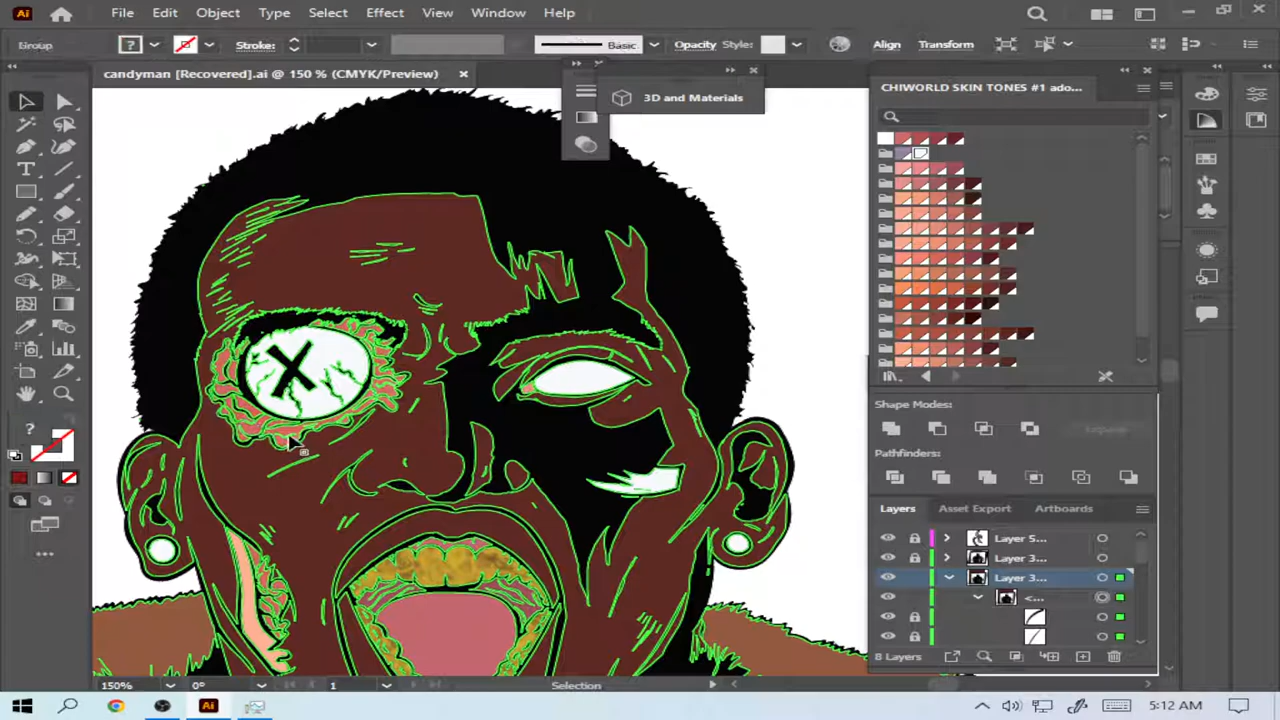 Ai File Edit Object Type Select Effect View Window Help
Group ? Stroke: Basic Opacity Style: Align Transform
candyman [Recovered].ai @ 150 % (CMYK/Preview)
3D and Materials
CHIWORLD SKIN TONES #1 ado...
Shape Modes:
Expand
Pathfinders:
Layers Asset Export Artboards
Layer 5...
Layer 3...
Layer 3...
<...
8 Layers
150% 0° 1 Selection
Ai 5:12 AM